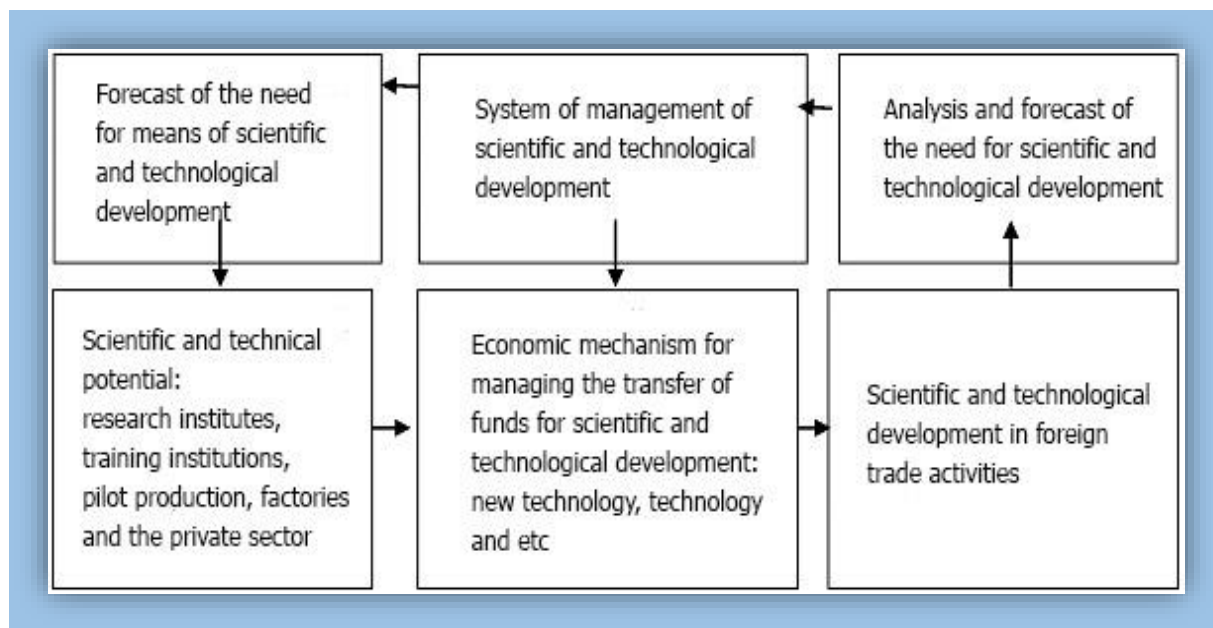 Forecast of the need
for means of scientific
and technological
development
System of management of
scientific and technological
development
Analysis and forecast of
the need for scientific and
technological development
Scientific and technical
potential:
research institutes,
training institutions,
pilot production, factories
and the private sector
Economic mechanism for
managing the transfer of
funds for scientific and
technological development:
new technology, technology
and etc
Scientific and technological
development in foreign
trade activities